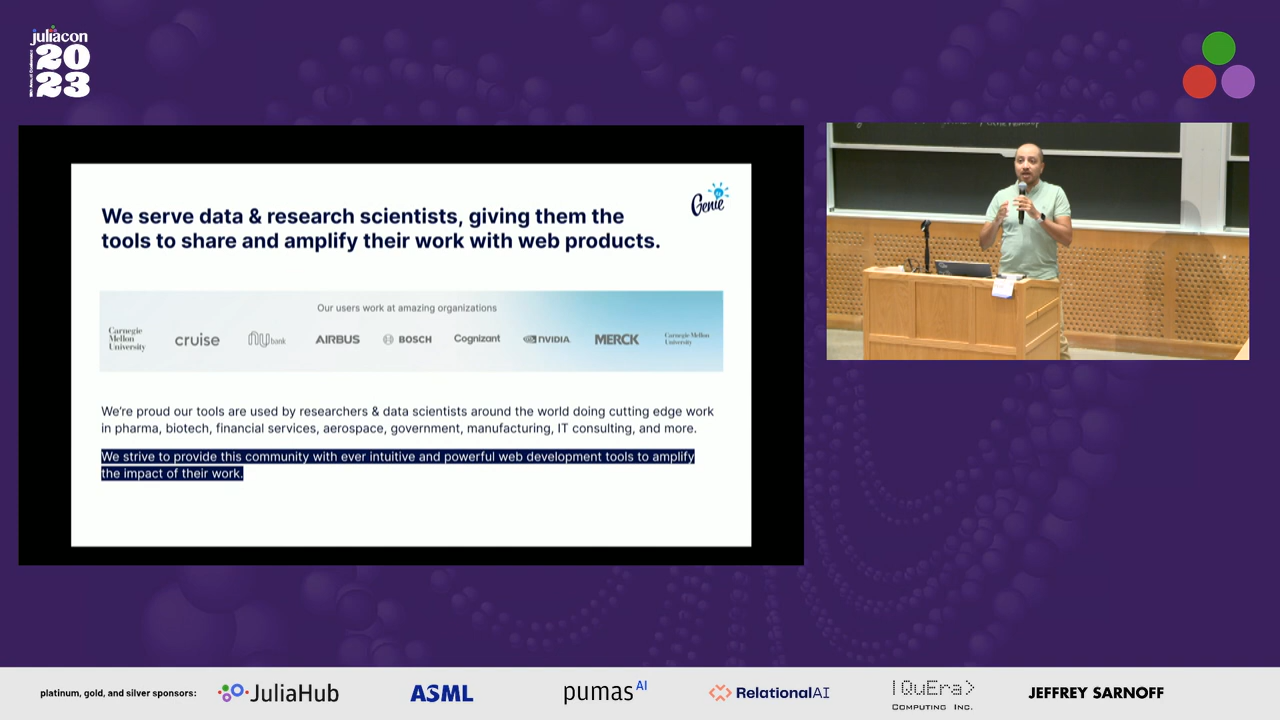 juliacon
20
23
Genie
We serve data & research scientists, giving them the
tools to share and amplify their work with web products.
Our users work at amazing organizations
Carnegie
Mellon
University
cruise
nu bank
AIRBUS
BOSCH
Cognizant
NVIDIA
MERCK
Carnegie Mellon
University
We're proud our tools are used by researchers & data scientists around the world doing cutting edge work
in pharma, biotech, financial services, aerospace, government, manufacturing, IT consulting, and more.
We strive to provide this community with ever intuitive and powerful web development tools to amplify
the impact of their work.
platinum, gold, and silver sponsors:
JuliaHub
ASML
pumas AI
RelationalAI
|QuEra>
COMPUTING INC.
JEFFREY SARNOFF